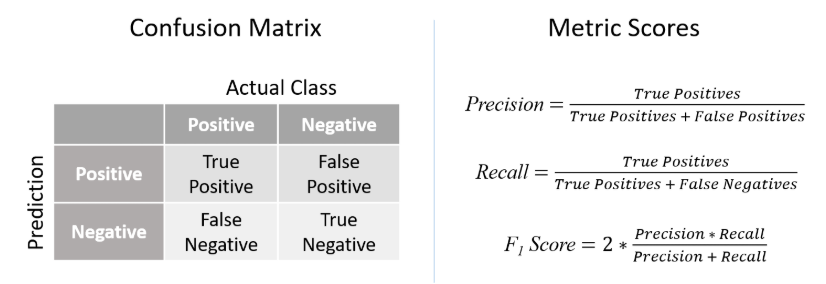 Confusion Matrix
Actual Class
Positive Negative
Prediction
Positive
True
Positive
False
Positive
Negative
False
Negative
True
Negative
Metric Scores
Precision = True Positives / True Positives + False Positives
Recall = True Positives / True Positives + False Negatives
F₁ Score = 2 * Precision * Recall / Precision + Recall